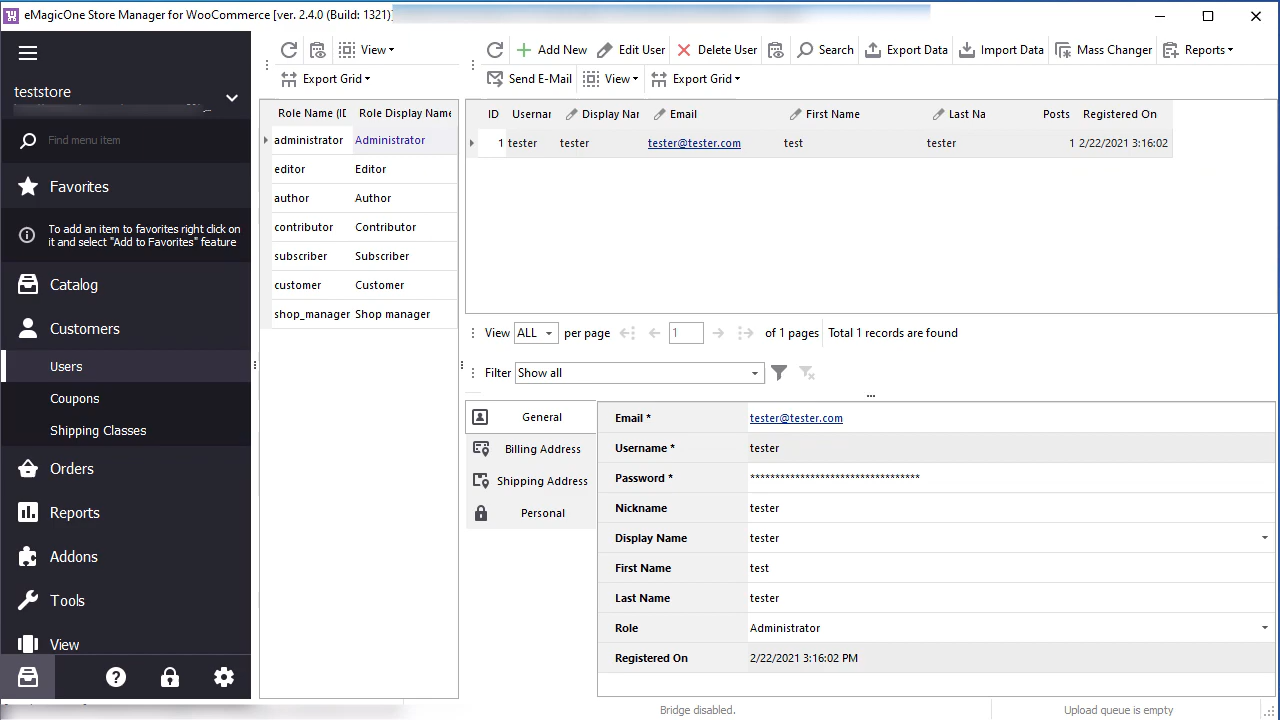 eMagicOne Store Manager for WooCommerce [ver. 2.4.0 (Build: 1321)]
teststore
Find menu item
Favorites
To add an item to favorites right click on
it and select "Add to Favorites" feature
Catalog
Customers
Users
Coupons
Shipping Classes
Orders
Reports
Addons
Tools
View
View
Export Grid
Role Name (ID Role Display Name
administrator Administrator
editor Editor
author Author
contributor Contributor
subscriber Subscriber
customer Customer
shop_manager Shop manager
Add New Edit User Delete User Search Export Data Import Data Mass Changer Reports
Send E-Mail View Export Grid
ID Usernar Display Nar Email First Name Last Na Posts Registered On
1 tester tester tester@tester.com test tester 1 2/22/2021 3:16:02
View ALL per page 1 of 1 pages Total 1 records are found
Filter Show all
...
General
Billing Address
Shipping Address
Personal
Email * tester@tester.com
Username * tester
Password * **********************************
Nickname tester
Display Name tester
First Name test
Last Name tester
Role Administrator
Registered On 2/22/2021 3:16:02 PM
Bridge disabled. Upload queue is empty